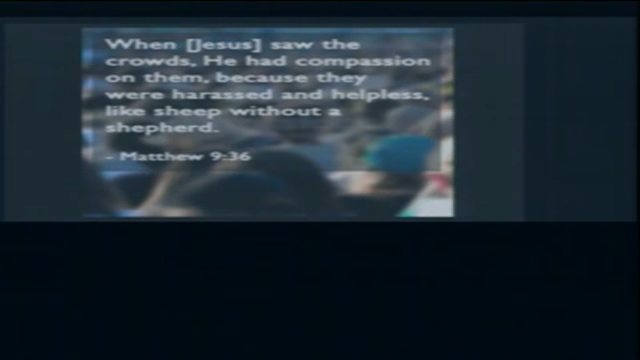 When [Jesus] saw the
crowds, He had compassion
on them, because they
were harassed and helpless,
like sheep without a
shepherd.
- Matthew 9:36